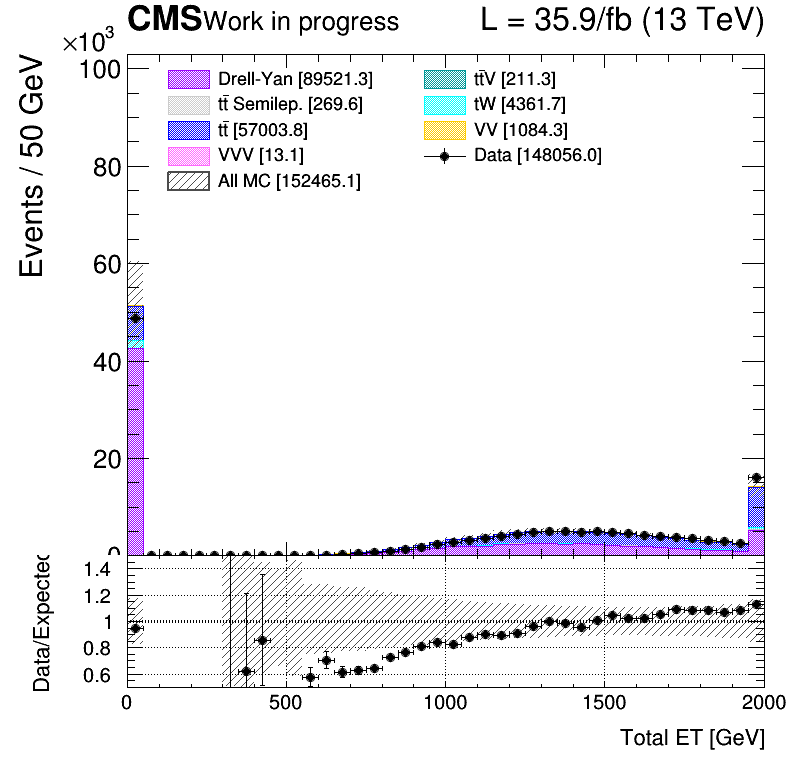 CMS Work in progress L = 35.9/fb (13 TeV)
×10³
Events / 50 GeV
100
80
60
40
20
0
Drell-Yan [89521.3]
tt̄ Semilep. [269.6]
tt̄ [57003.8]
VVV [13.1]
All MC [152465.1]
tt̄V [211.3]
tW [4361.7]
VV [1084.3]
Data [148056.0]
Data/Expected
1.4
1.2
1
0.8
0.6
0 500 1000 1500 2000
Total ET [GeV]